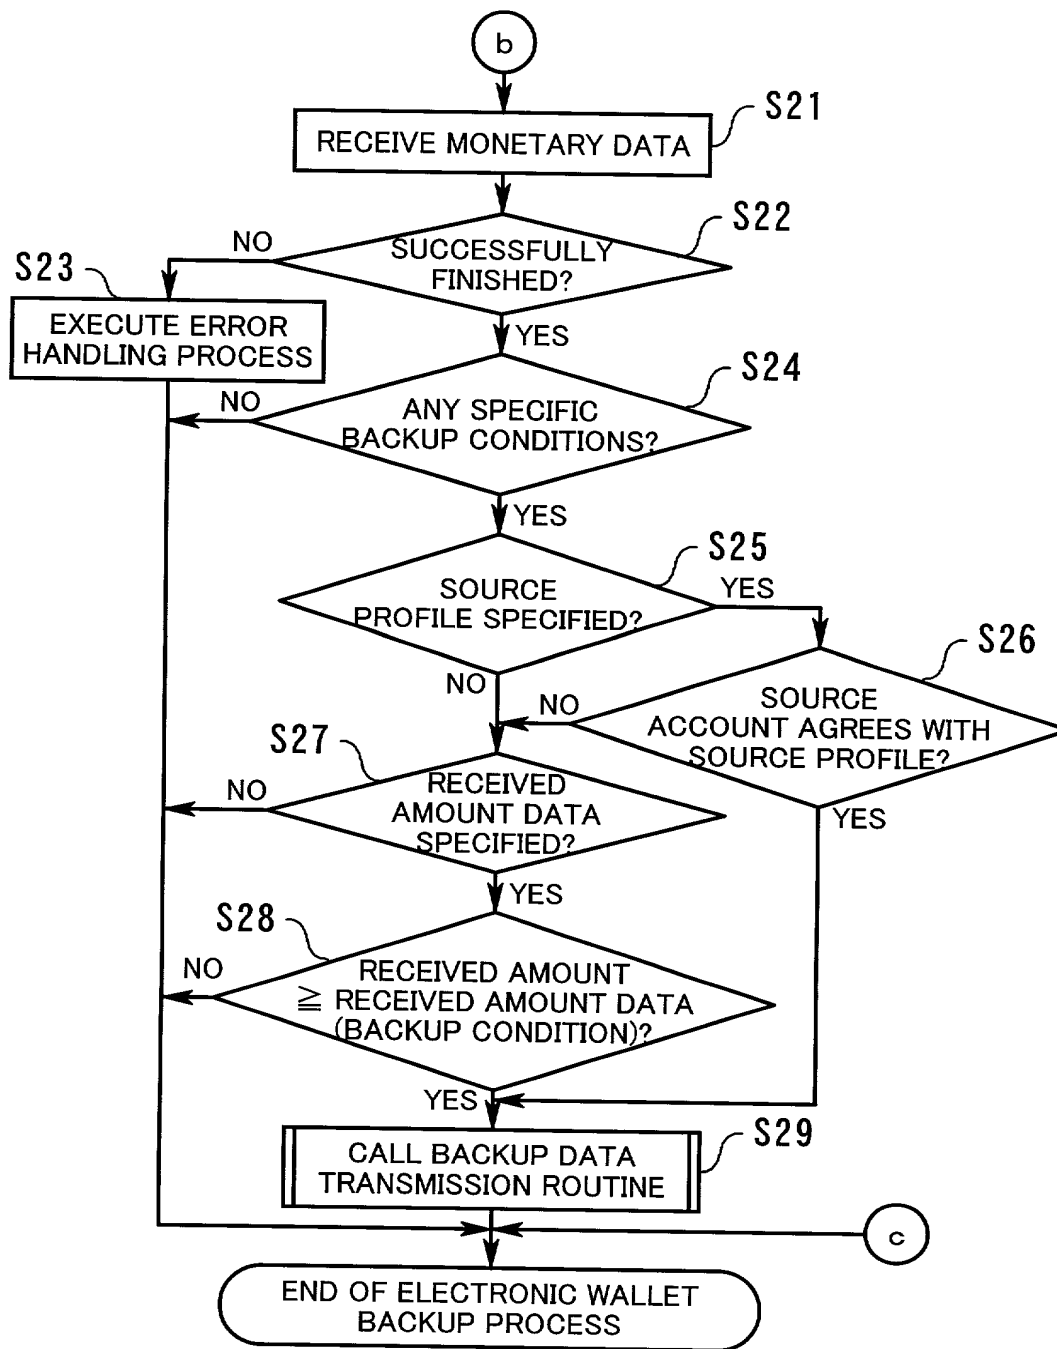 b
S21
RECEIVE MONETARY DATA
S22
NO
SUCCESSFULLY
FINISHED?
S23
YES
EXECUTE ERROR
HANDLING PROCESS
S24
NO
ANY SPECIFIC
BACKUP CONDITIONS?
YES
S25
YES
SOURCE
PROFILE SPECIFIED?
S26
NO
NO
SOURCE
ACCOUNT AGREES WITH
SOURCE PROFILE?
S27
NO
RECEIVED
AMOUNT DATA
SPECIFIED?
YES
YES
S28
NO
RECEIVED AMOUNT
≧ RECEIVED AMOUNT DATA
(BACKUP CONDITION)?
YES
S29
CALL BACKUP DATA
TRANSMISSION ROUTINE
c
END OF ELECTRONIC WALLET
BACKUP PROCESS